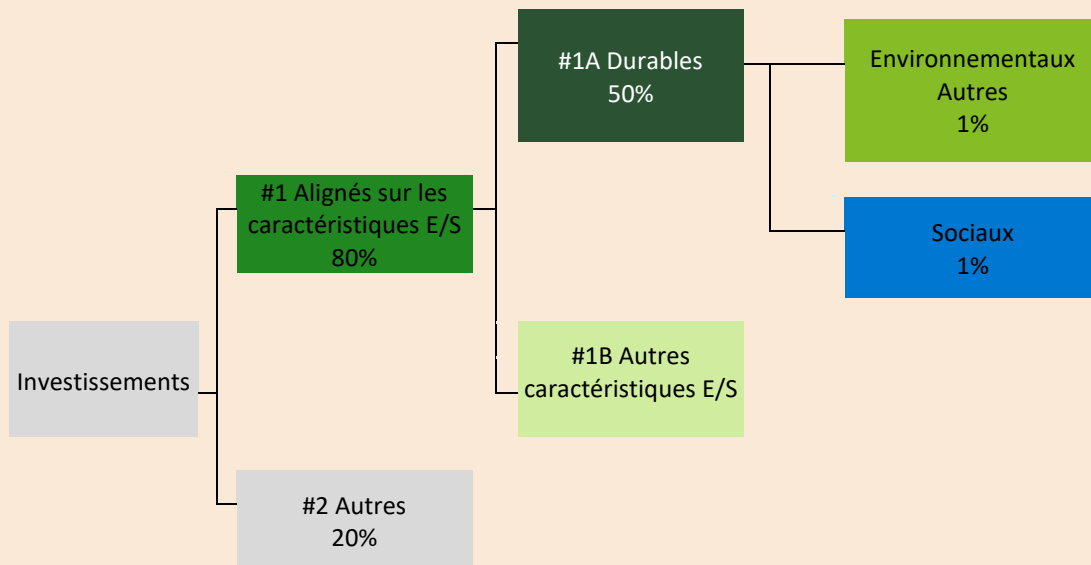 Investissements
#1 Alignés sur les
caractéristiques E/S
80%
#2 Autres
20%
#1A Durables
50%
#1B Autres
caractéristiques E/S
Environnementaux
Autres
1%
Sociaux
1%